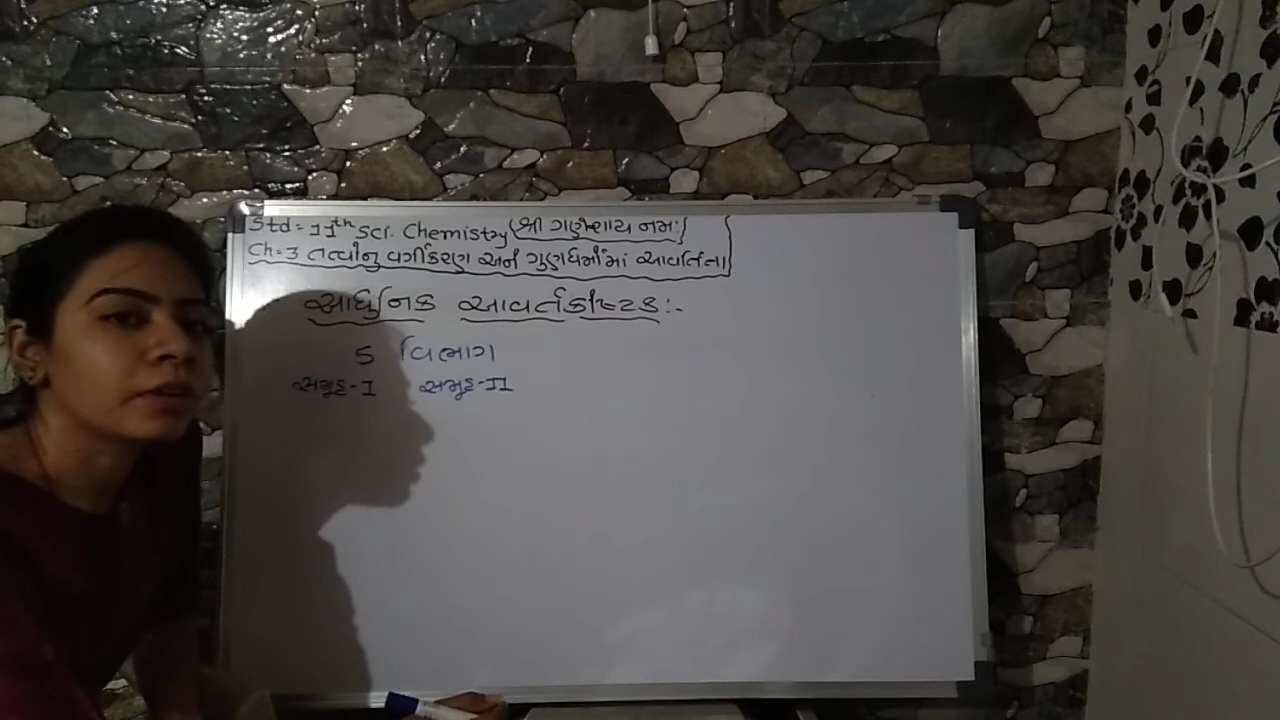 Std = 11th Sci. Chemistry (શ્રી ગણેશાય નમઃ)
Ch-3 તત્વોનુ વર્ગીકરણ અને ગુણધર્મોમાં આવર્તિતા
આધુનિક આવર્તકોષ્ટક :-
S વિભાગ
સમૂહ-I સમૂહ-II